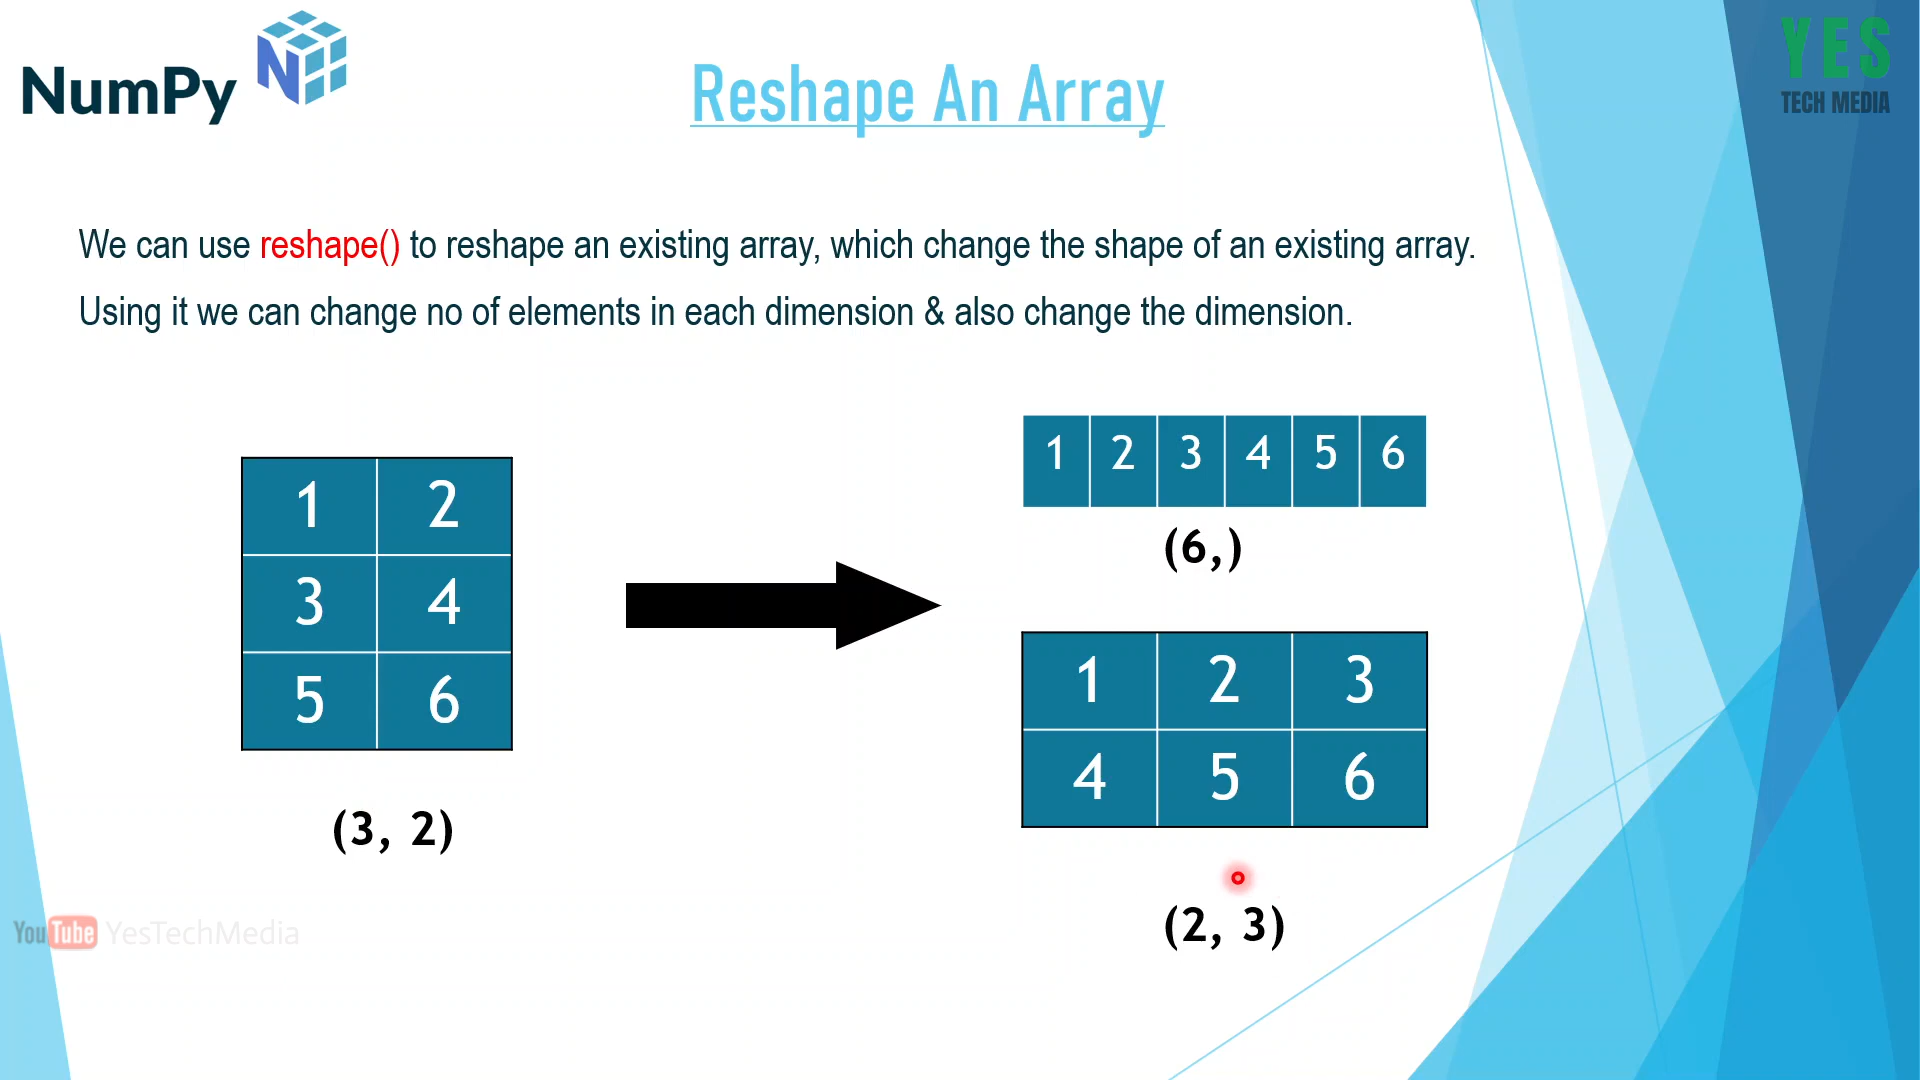 NumPy
YES
TECH MEDIA
Reshape An Array
We can use reshape() to reshape an existing array, which change the shape of an existing array.
Using it we can change no of elements in each dimension & also change the dimension.
1 2
3 4
5 6
(3, 2)
1 2 3 4 5 6
(6,)
1 2 3
4 5 6
(2, 3)
YouTube YesTechMedia